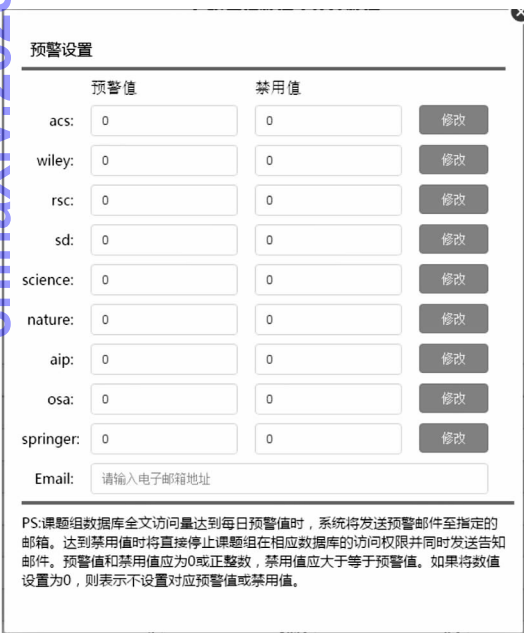 预警设置
预警值 禁用值
acs: 0 0 修改
wiley: 0 0 修改
rsc: 0 0 修改
sd: 0 0 修改
science: 0 0 修改
nature: 0 0 修改
aip: 0 0 修改
osa: 0 0 修改
springer: 0 0 修改
Email: 请输入电子邮箱地址
PS:课题组数据库全文访问量达到每日预警值时，系统将发送预警邮件至指定的
邮箱。达到禁用值时将直接停止课题组在相应数据库的访问权限并同时发送告知
邮件。预警值和禁用值应为0或正整数，禁用值应大于等于预警值。如果将数值
设置为0，则表示不设置对应预警值或禁用值。